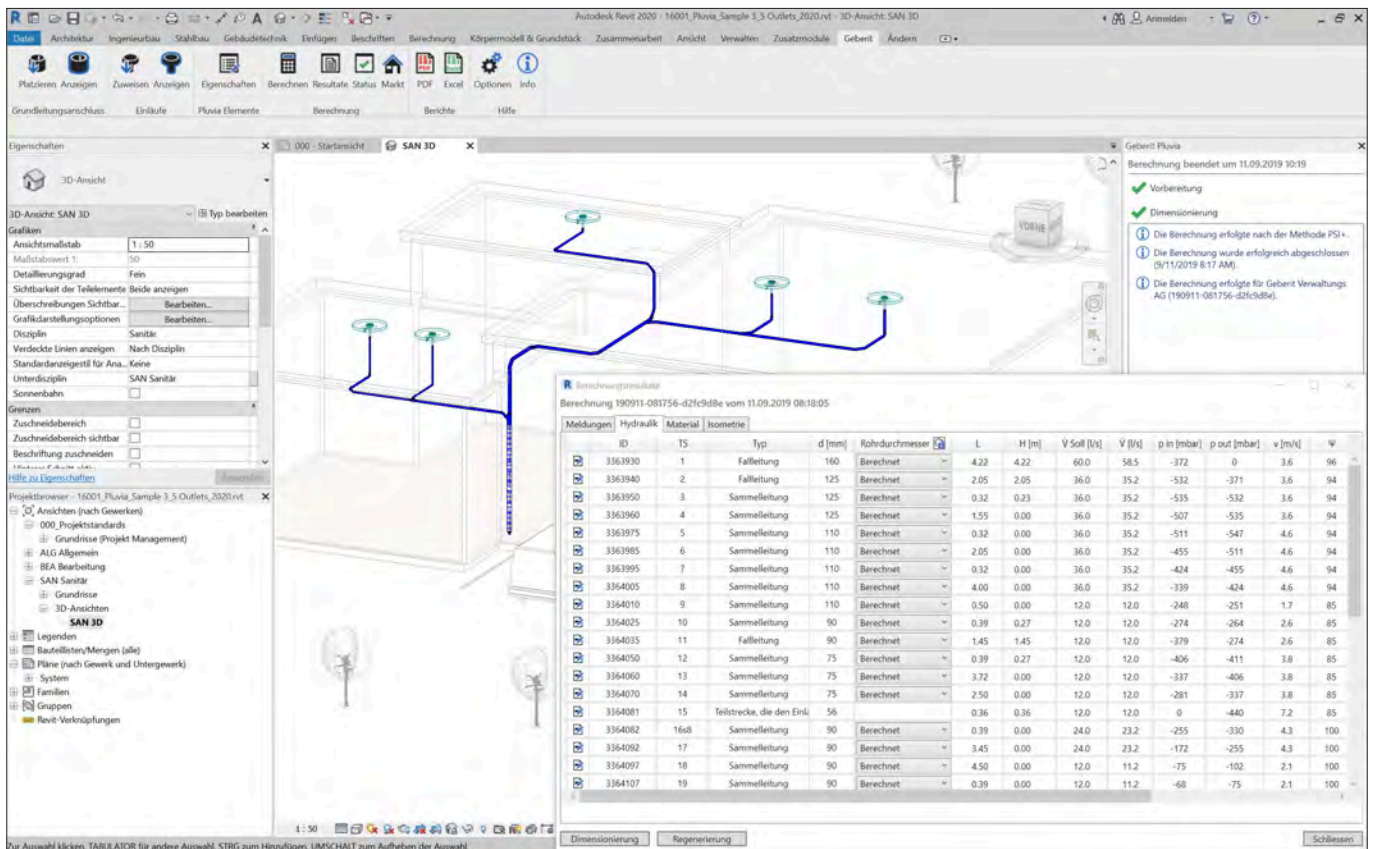 Autodesk Revit 2020 - 16001_Pluvia_Sample 3_5 Outlets_2020.rvt - 3D-Ansicht: SAN 3D
Anmelden
Datei Architektur Ingenieurbau Stahlbau Gebäudetechnik Einfügen Beschriften Berechnung Körpermodell & Grundstück Zusammenarbeit Ansicht Verwalten Zusatzmodule Geberit Ändern
Platzieren Anzeigen Zuweisen Anzeigen Eigenschaften Berechnen Resultate Status Markt PDF Excel Optionen Info
Grundleitungsanschluss Einläufe Pluvia Elemente Berechnung Berichte Hilfe
Eigenschaften
3D-Ansicht
3D-Ansicht: SAN 3D Typ bearbeiten
Grafiken
Ansichtsmaßstab 1 : 50
Maßstabswert 1: 50
Detaillierungsgrad Fein
Sichtbarkeit der Teilelemente Beide anzeigen
Überschreibungen Sichtbar... Bearbeiten...
Grafikdarstellungsoptionen Bearbeiten...
Disziplin Sanitär
Verdeckte Linien anzeigen Nach Disziplin
Standardanzeigestil für Ana... Keine
Unterdisziplin SAN Sanitär
Sonnenbahn
Grenzen
Zuschneidebereich
Zuschneidebereich sichtbar
Beschriftung zuschneiden
Hilfe zu Eigenschaften Anwenden
Projektbrowser - 16001_Pluvia_Sample 3_5 Outlets_2020.rvt
Ansichten (nach Gewerken)
000_Projektstandards
Grundrisse (Projekt Management)
ALG Allgemein
BEA Bearbeitung
SAN Sanitär
Grundrisse
3D-Ansichten
SAN 3D
Legenden
Bauteillisten/Mengen (alle)
Pläne (nach Gewerk und Untergewerk)
System
Familien
Gruppen
Revit-Verknüpfungen
000 - Startansicht SAN 3D
VORNE
1 : 50
Geberit Pluvia
Berechnung beendet um 11.09.2019 10:19
Vorbereitung
Dimensionierung
Die Berechnung erfolgte nach der Methode PSI+.
Die Berechnung wurde erfolgreich abgeschlossen
(9/11/2019 8:17 AM).
Die Berechnung erfolgte für Geberit Verwaltungs
AG (190911-081756-d2fc9d8e).
Berechnungsresultate
Berechnung 190911-081756-d2fc9d8e vom 11.09.2019 08:18:05
Meldungen Hydraulik Material Isometrie
ID TS Typ d [mm] Rohrdurchmesser L H [m] V̇ Soll [l/s] V̇ [l/s] p in [mbar] p out [mbar] v [m/s] Ψ
3363930 1 Fallleitung 160 Berechnet 4.22 4.22 60.0 58.5 -372 0 3.6 96
3363940 2 Fallleitung 125 Berechnet 2.05 2.05 36.0 35.2 -532 -371 3.6 94
3363950 3 Sammelleitung 125 Berechnet 0.32 0.23 36.0 35.2 -535 -532 3.6 94
3363960 4 Sammelleitung 125 Berechnet 1.55 0.00 36.0 35.2 -507 -535 3.6 94
3363975 5 Sammelleitung 110 Berechnet 0.32 0.00 36.0 35.2 -511 -547 4.6 94
3363985 6 Sammelleitung 110 Berechnet 2.05 0.00 36.0 35.2 -455 -511 4.6 94
3363995 7 Sammelleitung 110 Berechnet 0.32 0.00 36.0 35.2 -424 -455 4.6 94
3364005 8 Sammelleitung 110 Berechnet 4.00 0.00 36.0 35.2 -339 -424 4.6 94
3364010 9 Sammelleitung 110 Berechnet 0.50 0.00 12.0 12.0 -248 -251 1.7 85
3364025 10 Sammelleitung 90 Berechnet 0.39 0.27 12.0 12.0 -274 -264 2.6 85
3364035 11 Fallleitung 90 Berechnet 1.45 1.45 12.0 12.0 -379 -274 2.6 85
3364050 12 Sammelleitung 75 Berechnet 0.39 0.27 12.0 12.0 -406 -411 3.8 85
3364060 13 Sammelleitung 75 Berechnet 3.72 0.00 12.0 12.0 -337 -406 3.8 85
3364070 14 Sammelleitung 75 Berechnet 2.50 0.00 12.0 12.0 -281 -337 3.8 85
3364081 15 Teilstrecke, die den Einl 56 0.36 0.36 12.0 12.0 0 -440 7.2 85
3364082 16s8 Sammelleitung 90 Berechnet 0.39 0.00 24.0 23.2 -255 -330 4.3 100
3364092 17 Sammelleitung 90 Berechnet 3.45 0.00 24.0 23.2 -172 -255 4.3 100
3364097 18 Sammelleitung 90 Berechnet 4.50 0.00 12.0 11.2 -75 -102 2.1 100
3364107 19 Sammelleitung 90 Berechnet 0.39 0.00 12.0 11.2 -68 -75 2.1 100
Dimensionierung Regenerierung Schliessen
Zur Auswahl klicken, TABULATOR für andere Auswahl, STRG zum Hinzufügen, UMSCHALT zum Aufheben der Auswahl